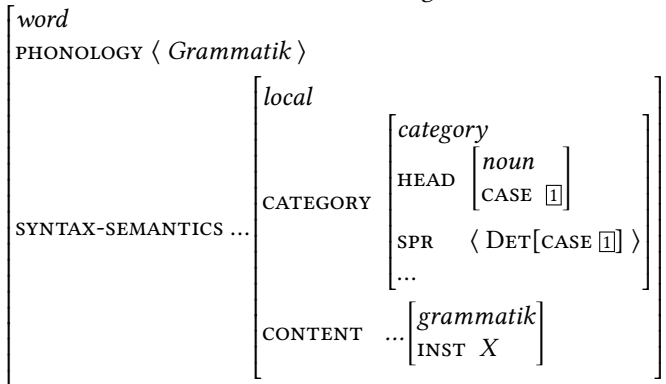 word
PHONOLOGY ⟨ Grammatik ⟩
local
category
HEAD noun
CASE 1
CATEGORY
SPR ⟨ DET[CASE 1] ⟩
SYNTAX-SEMANTICS ...
...
CONTENT ... grammatik
INST X